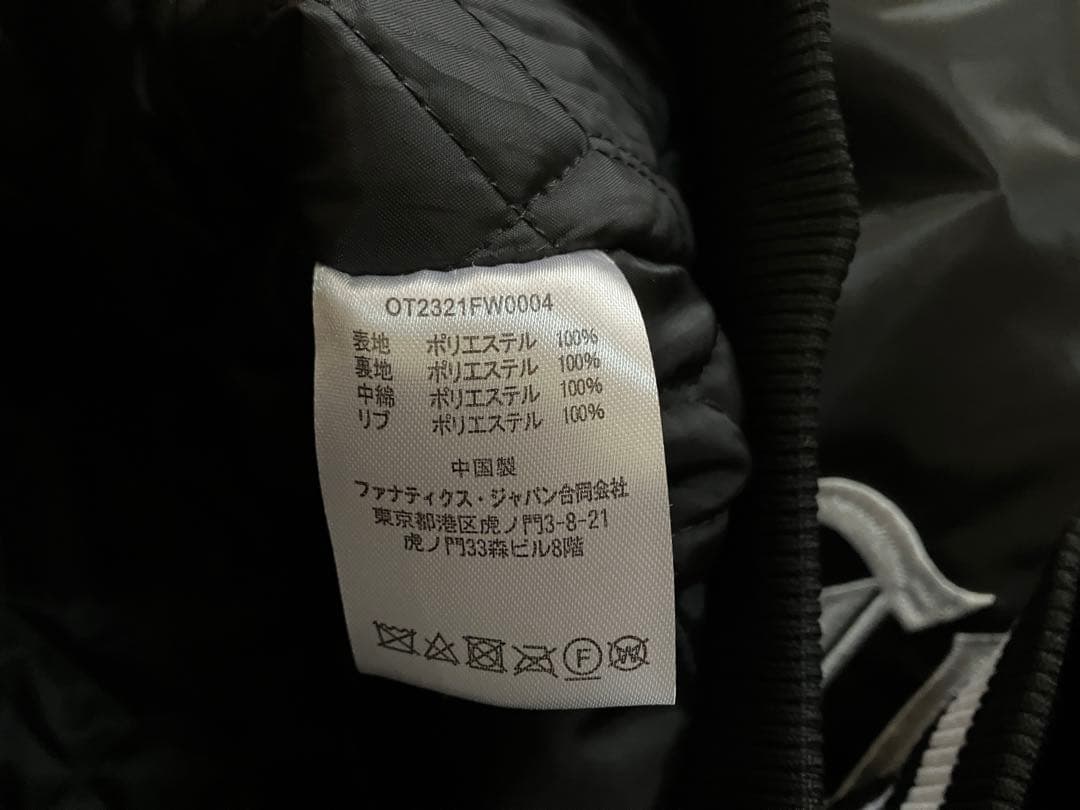 OT2321FW0004
表地 ポリエステル 100%
裏地 ポリエステル 100%
中綿 ポリエステル 100%
リブ ポリエステル 100%
中国製
ファナティクス・ジャパン合同会社
東京都港区虎ノ門3-8-21
虎ノ門33森ビル8階
F W